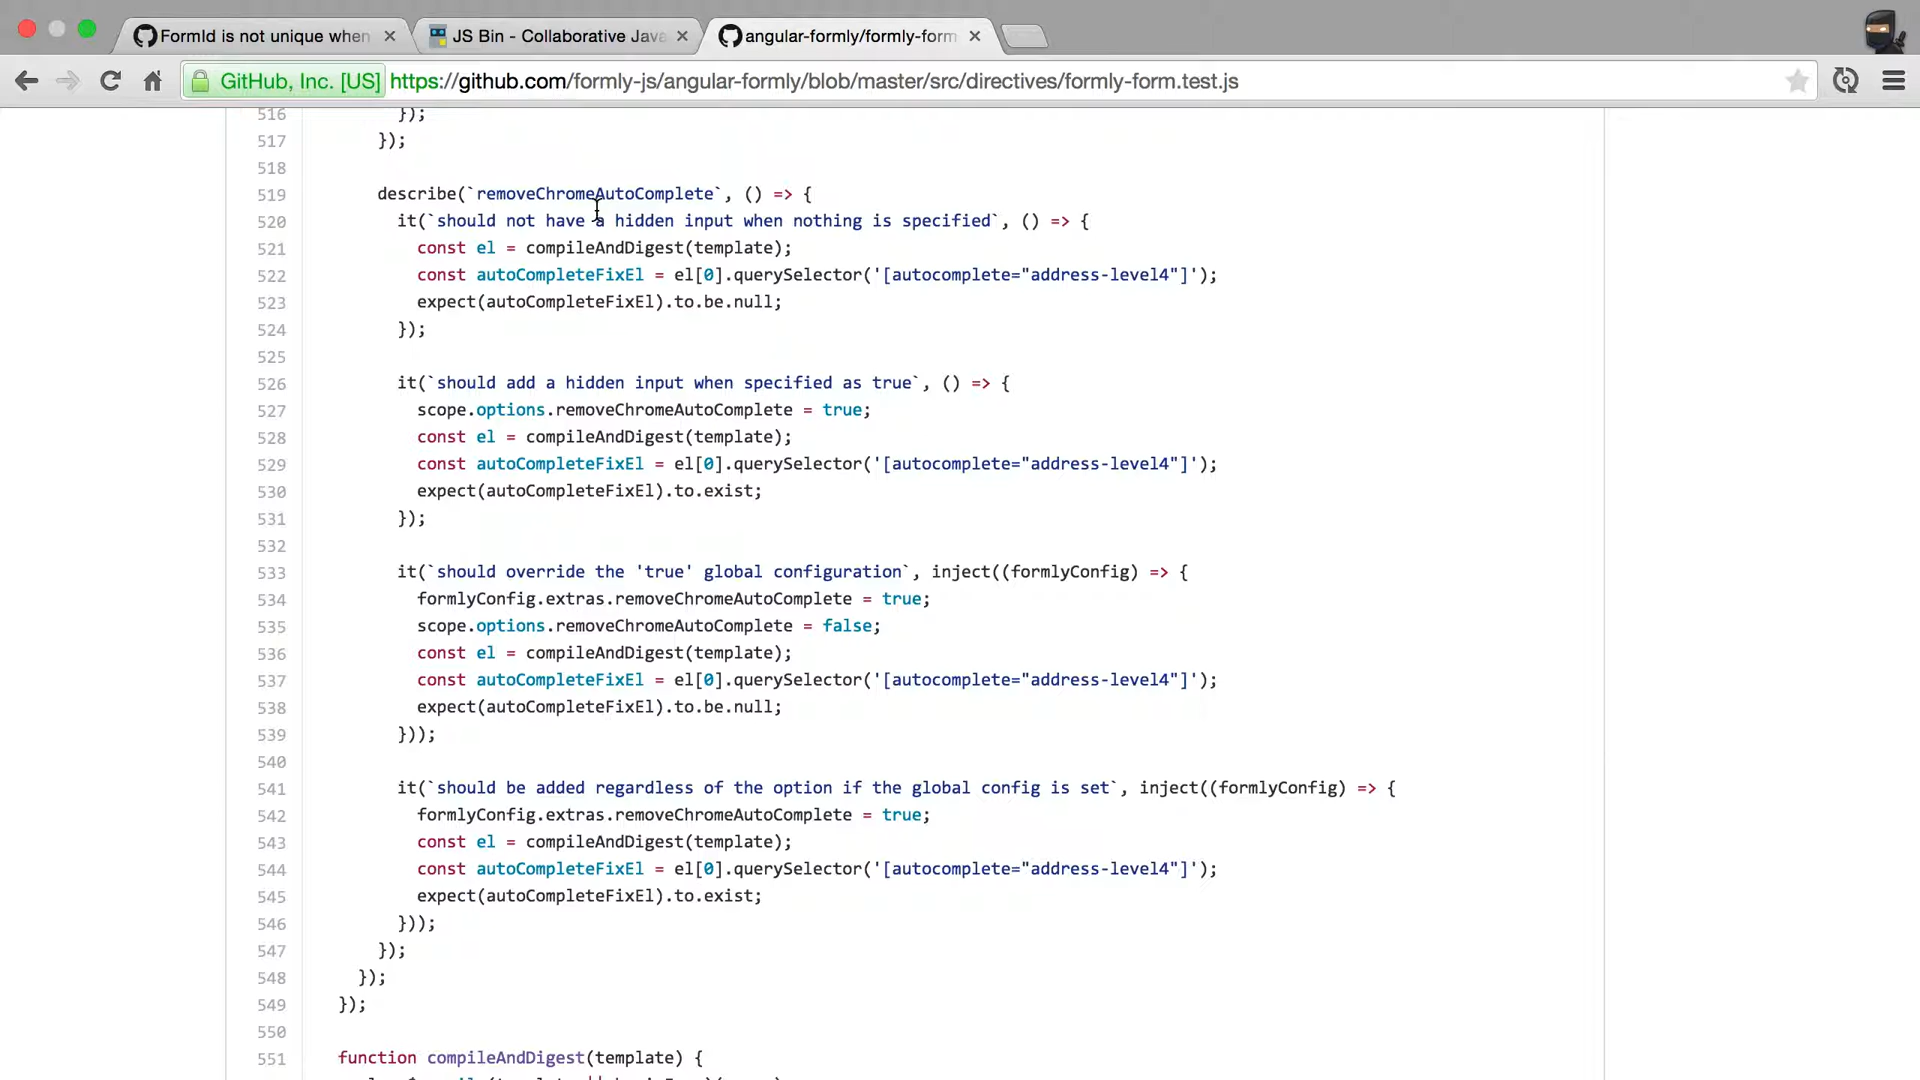 FormId is not unique when
JS Bin - Collaborative Java
angular-formly/formly-form
GitHub, Inc. [US] https://github.com/formly-js/angular-formly/blob/master/src/directives/formly-form.test.js
516 });
517 });
518
519 describe(`removeChromeAutoComplete`, () => {
520 it(`should not have a hidden input when nothing is specified`, () => {
521 const el = compileAndDigest(template);
522 const autoCompleteFixEl = el[0].querySelector('[autocomplete="address-level4"]');
523 expect(autoCompleteFixEl).to.be.null;
524 });
525
526 it(`should add a hidden input when specified as true`, () => {
527 scope.options.removeChromeAutoComplete = true;
528 const el = compileAndDigest(template);
529 const autoCompleteFixEl = el[0].querySelector('[autocomplete="address-level4"]');
530 expect(autoCompleteFixEl).to.exist;
531 });
532
533 it(`should override the 'true' global configuration`, inject((formlyConfig) => {
534 formlyConfig.extras.removeChromeAutoComplete = true;
535 scope.options.removeChromeAutoComplete = false;
536 const el = compileAndDigest(template);
537 const autoCompleteFixEl = el[0].querySelector('[autocomplete="address-level4"]');
538 expect(autoCompleteFixEl).to.be.null;
539 }));
540
541 it(`should be added regardless of the option if the global config is set`, inject((formlyConfig) => {
542 formlyConfig.extras.removeChromeAutoComplete = true;
543 const el = compileAndDigest(template);
544 const autoCompleteFixEl = el[0].querySelector('[autocomplete="address-level4"]');
545 expect(autoCompleteFixEl).to.exist;
546 }));
547 });
548 });
549 });
550
551 function compileAndDigest(template) {